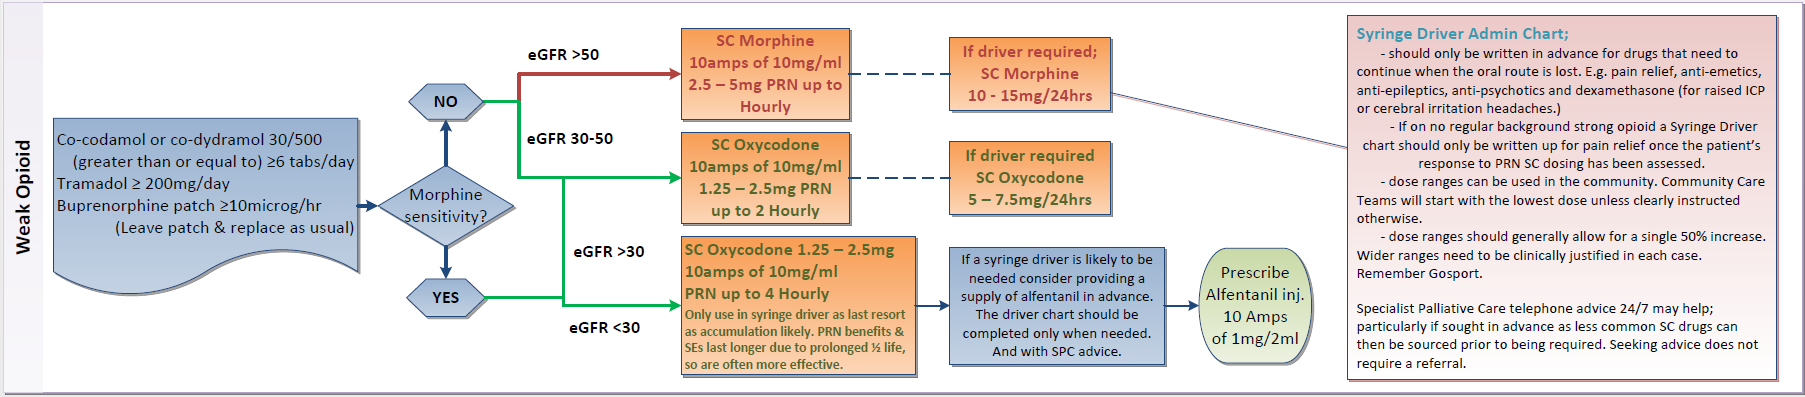 Weak Opioid
Co-codamol or co-dydramol 30/500
(greater than or equal to) ≥6 tabs/day
Tramadol ≥ 200mg/day
Buprenorphine patch ≥10microg/hr
(Leave patch & replace as usual)
Morphine
sensitivity?
NO
YES
eGFR >50
eGFR 30-50
eGFR >30
eGFR <30
SC Morphine
10amps of 10mg/ml
2.5 – 5mg PRN up to
Hourly
If driver required;
SC Morphine
10 - 15mg/24hrs
SC Oxycodone
10amps of 10mg/ml
1.25 – 2.5mg PRN
up to 2 Hourly
If driver required
SC Oxycodone
5 – 7.5mg/24hrs
SC Oxycodone 1.25 – 2.5mg
10amps of 10mg/ml
PRN up to 4 Hourly
Only use in syringe driver as last resort
as accumulation likely. PRN benefits &
SEs last longer due to prolonged ½ life,
so are often more effective.
If a syringe driver is likely to be
needed consider providing a
supply of alfentanil in advance.
The driver chart should be
completed only when needed.
And with SPC advice.
Prescribe
Alfentanil inj.
10 Amps
of 1mg/2ml
Syringe Driver Admin Chart;
- should only be written in advance for drugs that need to
continue when the oral route is lost. E.g. pain relief, anti-emetics,
anti-epileptics, anti-psychotics and dexamethasone (for raised ICP
or cerebral irritation headaches.)
- If on no regular background strong opioid a Syringe Driver
chart should only be written up for pain relief once the patient’s
response to PRN SC dosing has been assessed.
- dose ranges can be used in the community. Community Care
Teams will start with the lowest dose unless clearly instructed
otherwise.
- dose ranges should generally allow for a single 50% increase.
Wider ranges need to be clinically justified in each case.
Remember Gosport.
Specialist Palliative Care telephone advice 24/7 may help;
particularly if sought in advance as less common SC drugs can
then be sourced prior to being required. Seeking advice does not
require a referral.